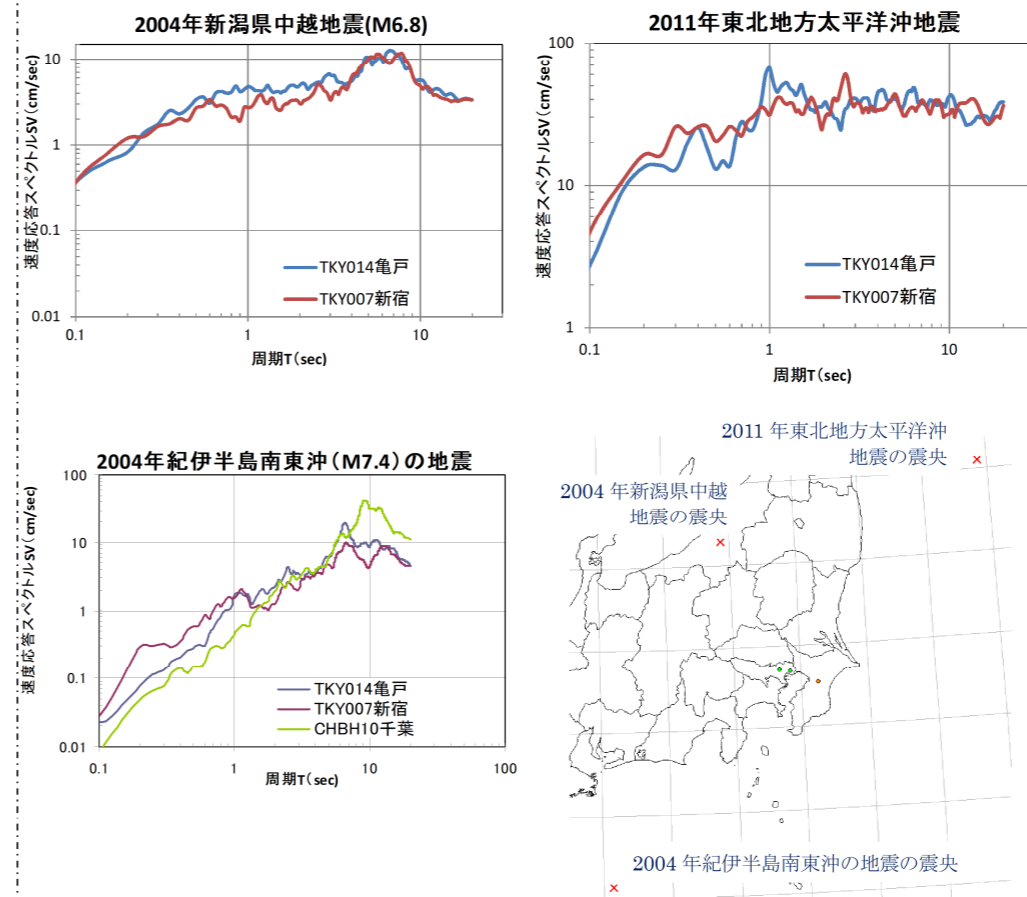 2004年新潟県中越地震(M6.8)
速度応答スペクトルSV(cm/sec)
10
1
0.1
0.01
0.1
1
10
周期T(sec)
TKY014亀戸
TKY007新宿
2011年東北地方太平洋沖地震
速度応答スペクトルSV(cm/sec)
100
10
1
0.1
1
10
周期T(sec)
TKY014亀戸
TKY007新宿
2004年紀伊半島南東沖(M7.4)の地震
速度応答スペクトルSV(cm/sec)
100
10
1
0.1
0.01
0.1
1
10
100
周期T(sec)
TKY014亀戸
TKY007新宿
CHBH10千葉
2011 年東北地方太平洋沖
地震の震央
2004 年新潟県中越
地震の震央
2004 年紀伊半島南東沖の地震の震央